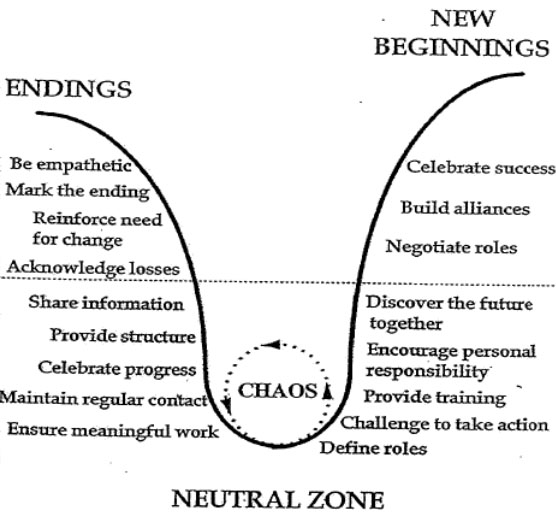 NEW
BEGINNINGS
ENDINGS
Be empathetic
Mark the ending
Reinforce need
for change
Acknowledge losses
Share information
Provide structure
Celebrate progress
Maintain regular contact
Ensure meaningful work
CHAOS
Celebrate success
Build alliances
Negotiate roles
Discover the future
together
Encourage personal
responsibility
Provide training
Challenge to take action
Define roles
NEUTRAL ZONE